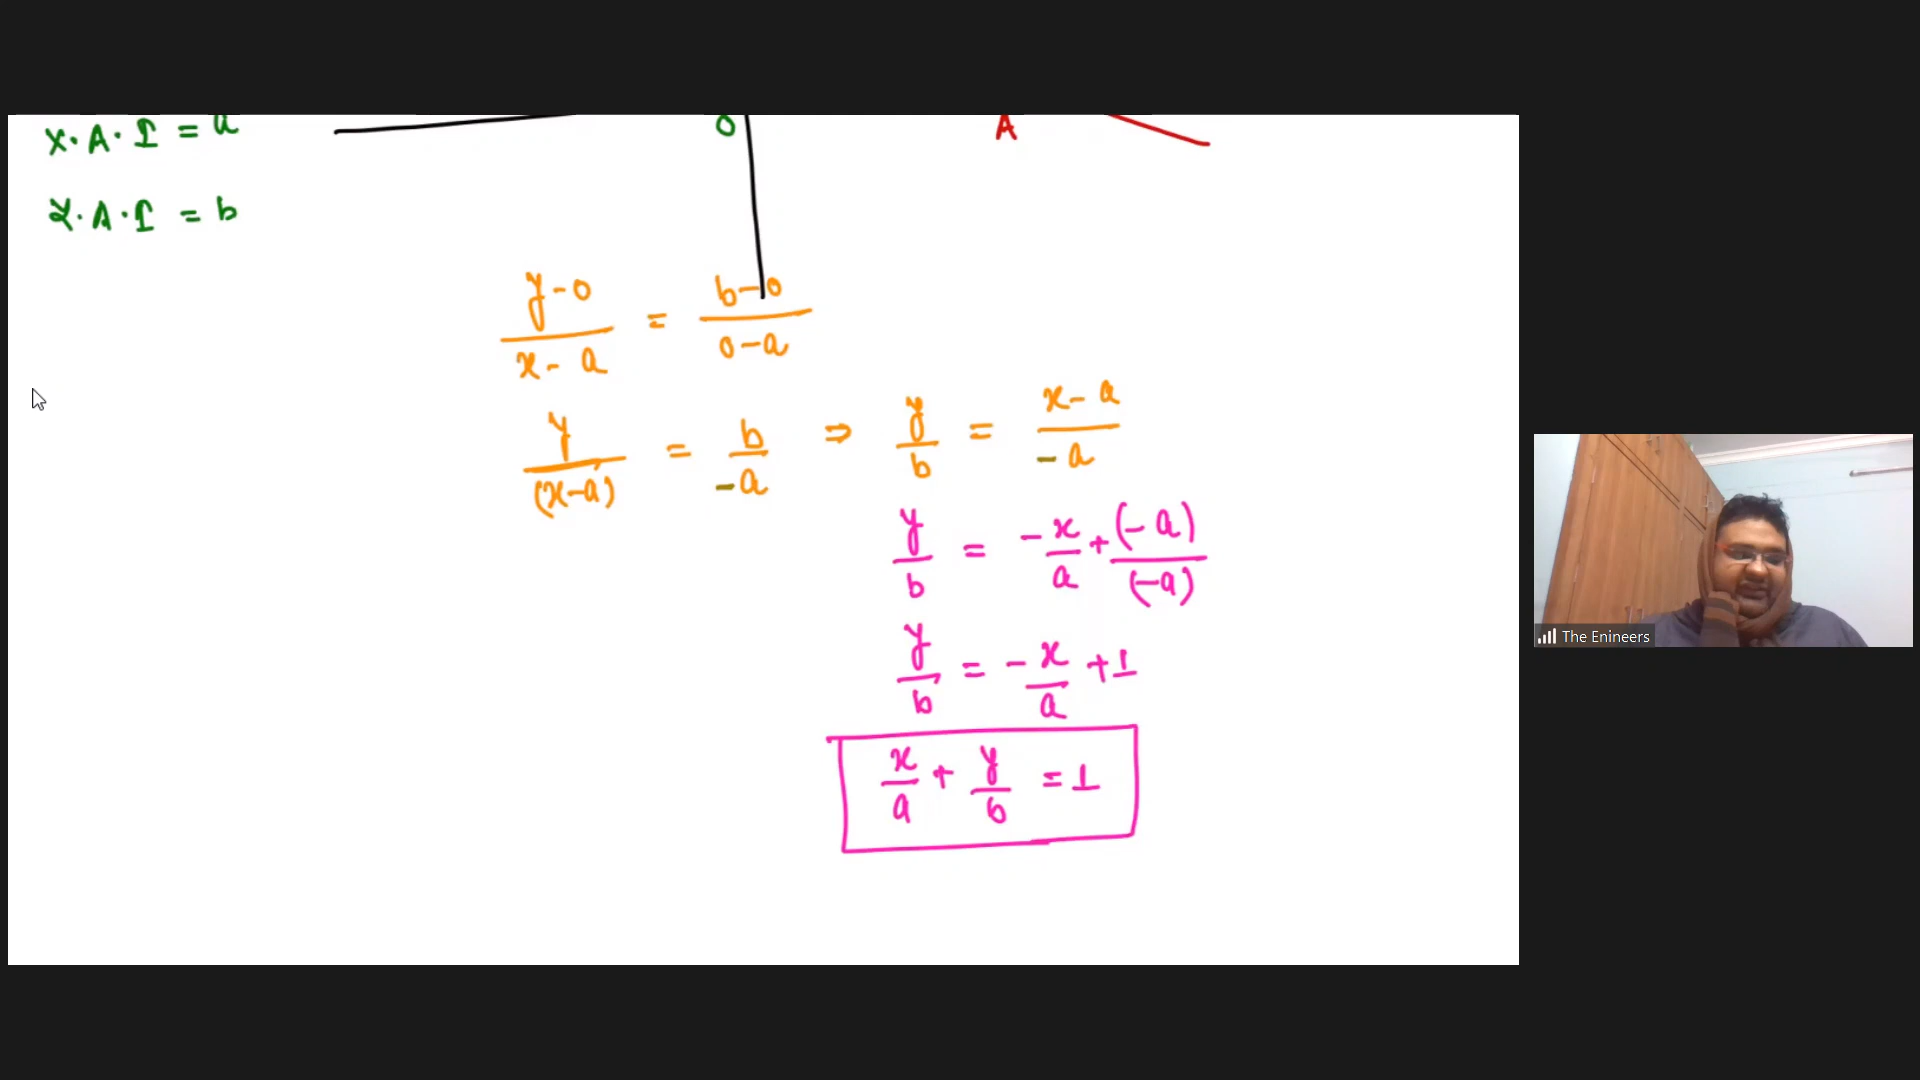 X.A.I = a
O
A
Y.A.I = b
y-0/x-a = b-0/0-a
y/(x-a) = b/-a ⇒ y/b = x-a/-a
y/b = -x/a + (-a)/(-a)
y/b = -x/a +1
x/a + y/b = 1
The Enineers